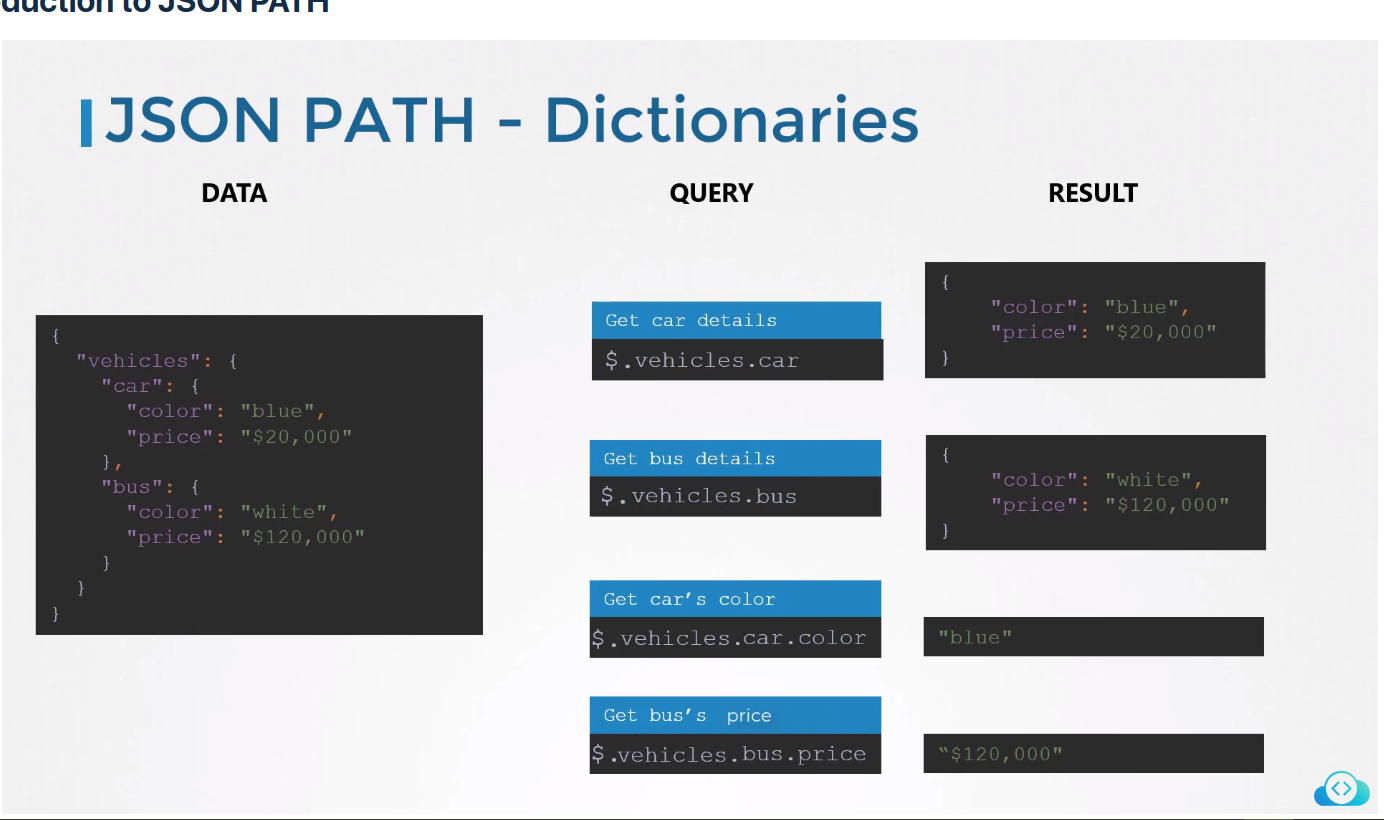 duction to JSON PATH
JSON PATH - Dictionaries
DATA
QUERY
RESULT
{
"vehicles": {
"car": {
"color": "blue",
"price": "$20,000"
},
"bus": {
"color": "white",
"price": "$120,000"
}
}
}
Get car details
$.vehicles.car
{
"color": "blue",
"price": "$20,000"
}
Get bus details
$.vehicles.bus
{
"color": "white",
"price": "$120,000"
}
Get car’s color
$.vehicles.car.color
"blue"
Get bus’s price
$.vehicles.bus.price
“$120,000"